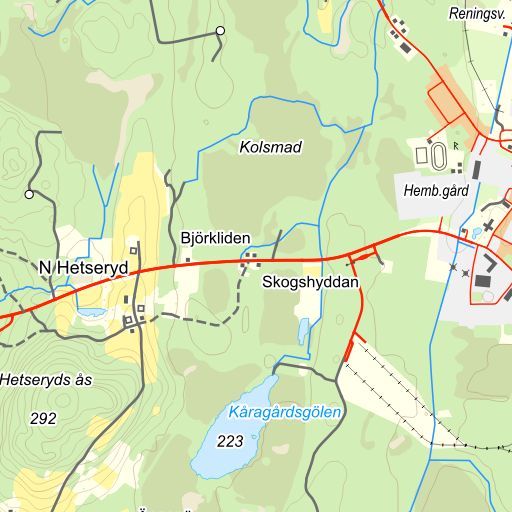 Reningsv.
Kolsmad
R
Hemb.gård
Björkliden
N Hetseryd
Skogshyddan
Hetseryds ås
292
Kåragårdsgölen
223